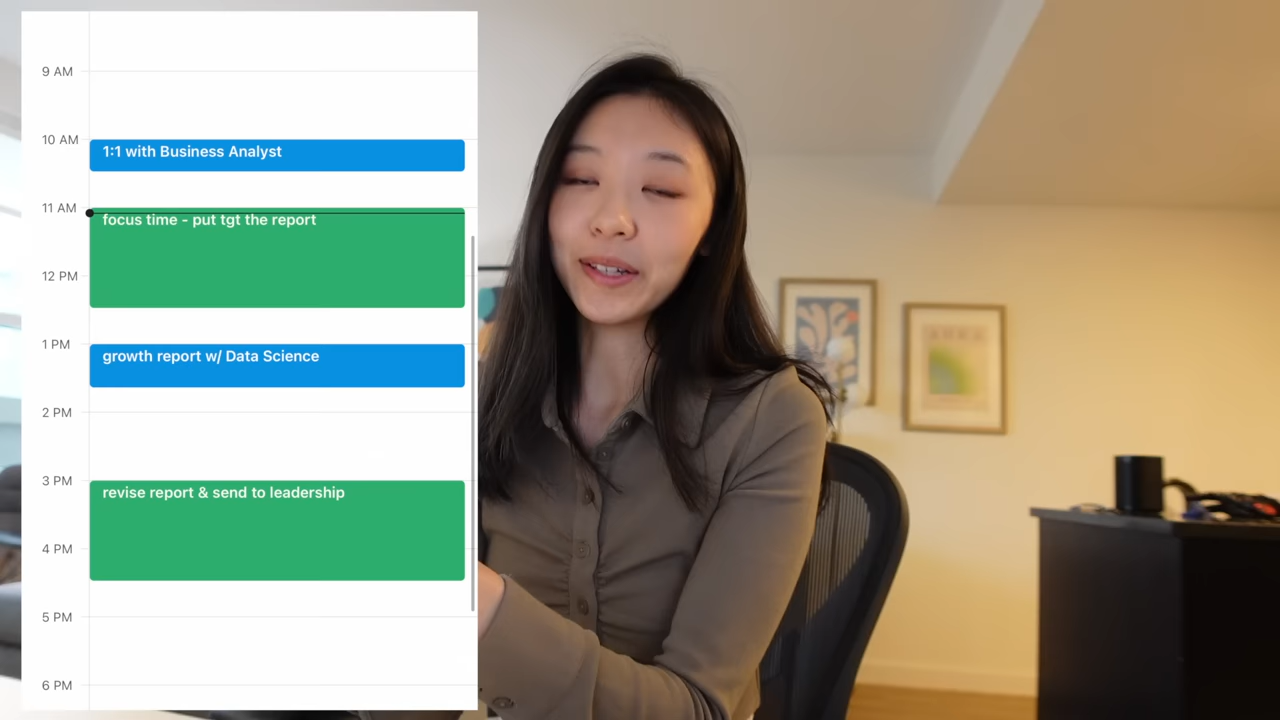 9 AM
10 AM
1:1 with Business Analyst
11 AM
focus time - put tgt the report
12 PM
1 PM
growth report w/ Data Science
2 PM
3 PM
revise report & send to leadership
4 PM
5 PM
6 PM